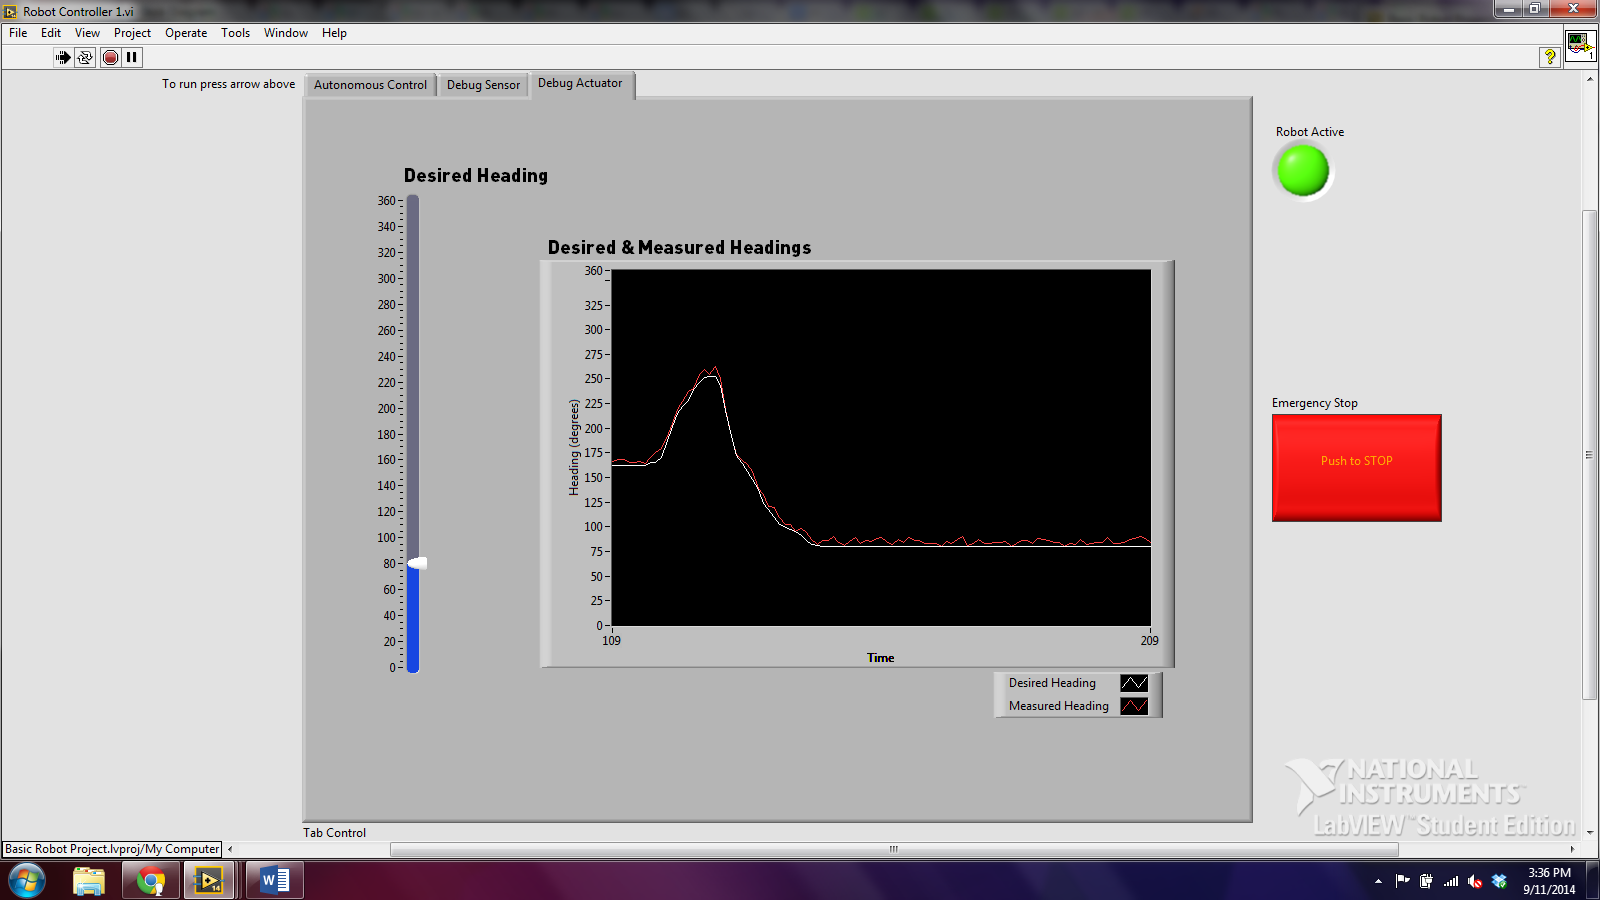 Robot Controller 1.vi
File Edit View Project Operate Tools Window Help
?
1
To run press arrow above
Autonomous Control Debug Sensor Debug Actuator
Robot Active
Desired Heading
360
340
320
300
280
260
240
220
200
180
160
140
120
100
80
60
40
20
0
Desired & Measured Headings
Heading (degrees)
360
325
300
275
250
225
200
175
150
125
100
75
50
25
0
109 209
Time
Desired Heading
Measured Heading
Emergency Stop
Push to STOP
NATIONAL
INSTRUMENTS™
LabVIEW™ Student Edition
Tab Control
Basic Robot Project.lvproj/My Computer
14
W
3:36 PM
9/11/2014